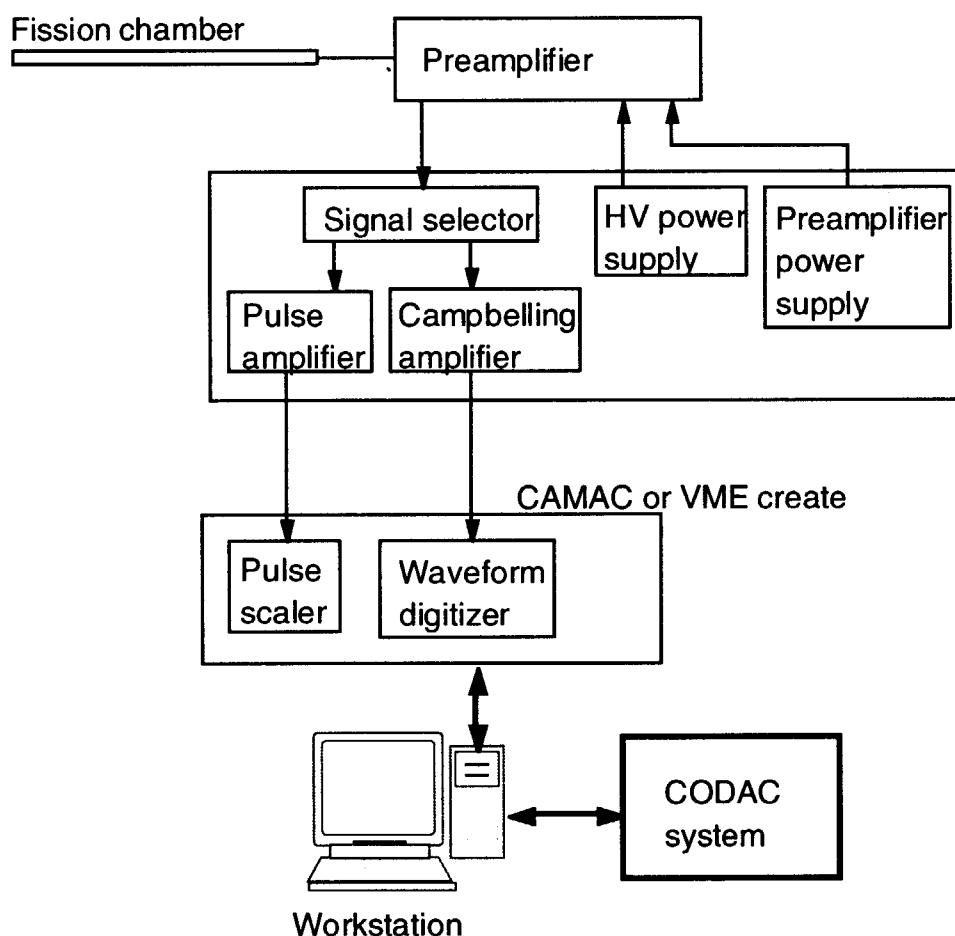 Fission chamber
Preamplifier
Signal selector
HV power
supply
Preamplifier
power
supply
Pulse
amplifier
Campbelling
amplifier
CAMAC or VME create
Pulse
scaler
Waveform
digitizer
CODAC
system
Workstation